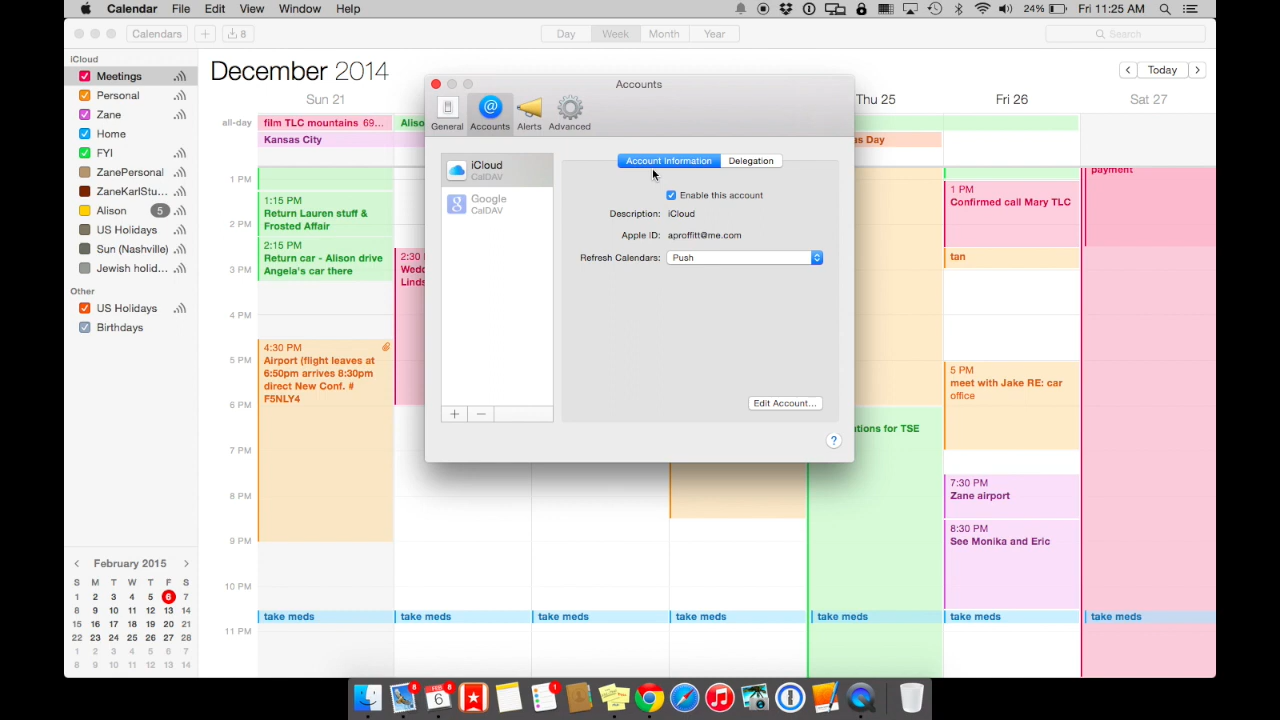 Calendar File Edit View Window Help
24% Fri 11:25 AM
Calendars + 8
Day Week Month Year
Search
iCloud
Meetings
Personal
Zane
Home
FYI
ZanePersonal
ZaneKarlStu...
Alison 5
US Holidays
Sun (Nashville)
Jewish holid...
Other
US Holidays
Birthdays
February 2015
S M T W T F S
1 2 3 4 5 6 7
8 9 10 11 12 13 14
15 16 17 18 19 20 21
22 23 24 25 26 27 28
1 2 3 4 5 6 7
8 9 10 11 12 13 14
December 2014
Today
Sun 21
Thu 25
Fri 26
Sat 27
all-day
film TLC mountains 69...
Kansas City
1 PM
2 PM
3 PM
4 PM
5 PM
6 PM
7 PM
8 PM
9 PM
10 PM
11 PM
1:15 PM
Return Lauren stuff &
Frosted Affair
2:15 PM
Return car - Alison drive
Angela's car there
4:30 PM
Airport (flight leaves at
6:50pm arrives 8:30pm
direct New Conf. #
F5NLY4
take meds
2:30
take meds
take meds
take meds
Day
take meds
1 PM
Confirmed call Mary TLC
tan
5 PM
meet with Jake RE: car
office
7:30 PM
Zane airport
8:30 PM
See Monika and Eric
take meds
payment
take meds
Accounts
General Accounts Alerts Advanced
iCloud
CalDAV
Google
CalDAV
+ −
Account Information Delegation
Enable this account
Description: iCloud
Apple ID: aproffitt@me.com
Refresh Calendars: Push
Edit Account...
?
8
6
8
1